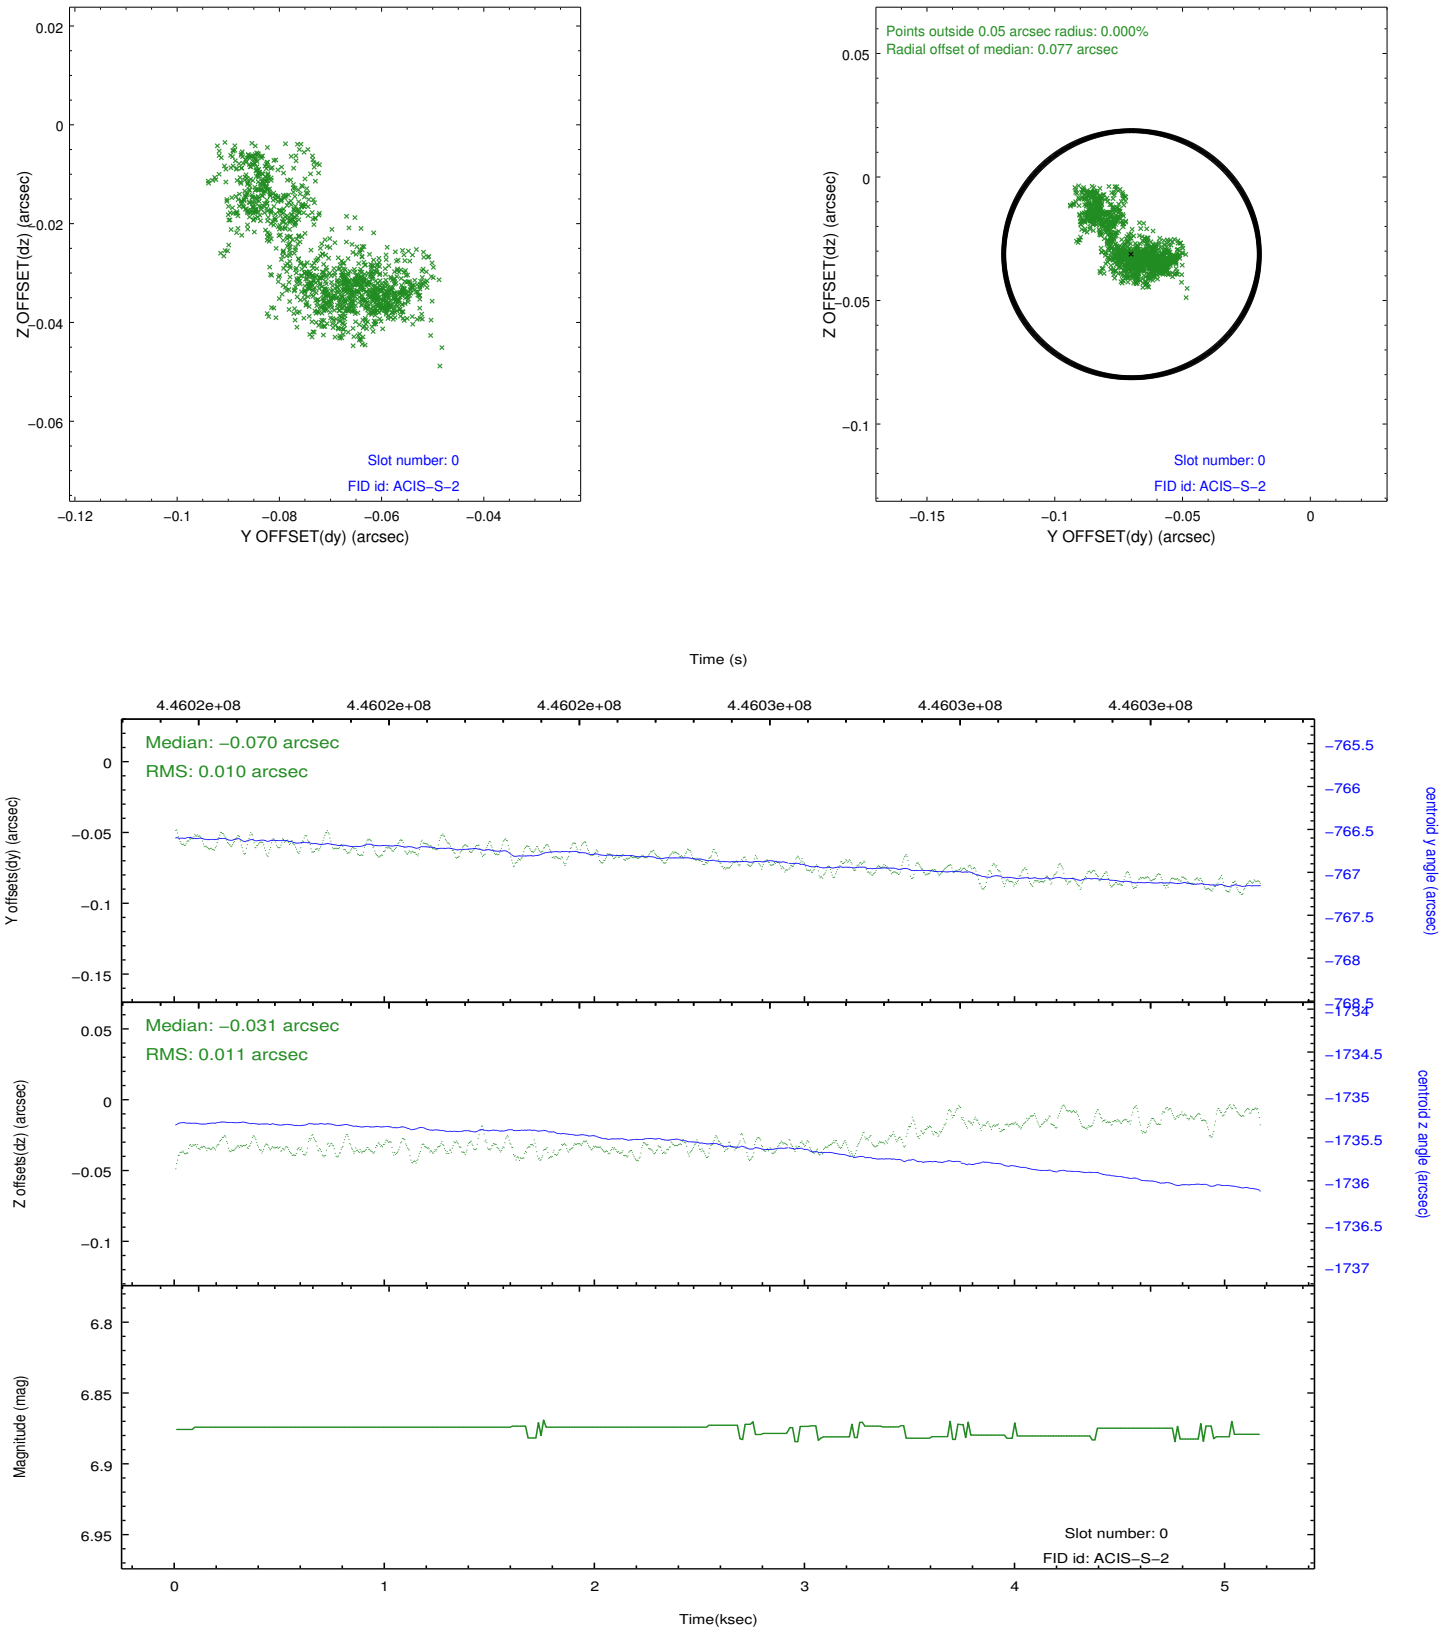 0.02
0
−0.02
−0.04
−0.06
Z OFFSET(dz) (arcsec)
Slot number: 0
FID id: ACIS−S−2
−0.12
−0.1
−0.08
−0.06
−0.04
Y OFFSET(dy) (arcsec)
Points outside 0.05 arcsec radius: 0.000%
Radial offset of median: 0.077 arcsec
0.05
0
−0.05
−0.1
Z OFFSET(dz) (arcsec)
Slot number: 0
FID id: ACIS−S−2
−0.15
−0.1
−0.05
0
Y OFFSET(dy) (arcsec)
Time (s)
4.4602e+08
4.4602e+08
4.4602e+08
4.4603e+08
4.4603e+08
4.4603e+08
Median: −0.070 arcsec
RMS: 0.010 arcsec
0
−0.05
−0.1
−0.15
Y offsets(dy) (arcsec)
−765.5
−766
−766.5
−767
−767.5
−768
−768.5
centroid y angle (arcsec)
Median: −0.031 arcsec
RMS: 0.011 arcsec
0.05
0
−0.05
−0.1
Z offsets(dz) (arcsec)
−1734
−1734.5
−1735
−1735.5
−1736
−1736.5
−1737
centroid z angle (arcsec)
6.8
6.85
6.9
6.95
Magnitude (mag)
Slot number: 0
FID id: ACIS−S−2
0
1
2
3
4
5
Time(ksec)